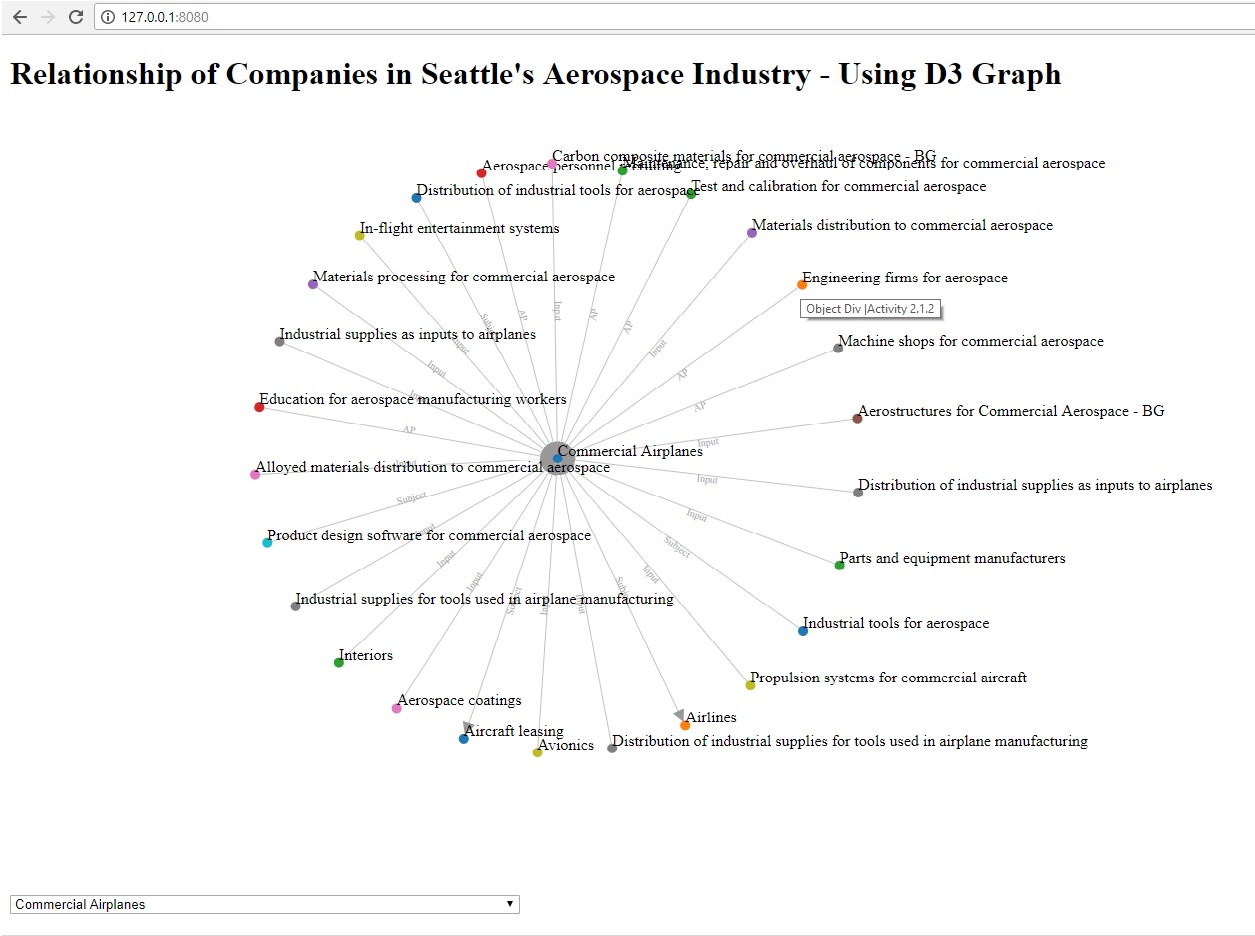 127.0.0.1:8080
Relationship of Companies in Seattle's Aerospace Industry - Using D3 Graph
Carbon composite materials for commercial aerospace - BG
Maintenance, repair and overhaul of components for commercial aerospace
Aerospace personnel recruiting
Test and calibration for commercial aerospace
Distribution of industrial tools for aerospace
Materials distribution to commercial aerospace
In-flight entertainment systems
Materials processing for commercial aerospace
Engineering firms for aerospace
Object Div |Activity 2.1.2
Input
AP
AP
AP
Subject
Industrial supplies as inputs to airplanes
Machine shops for commercial aerospace
Input
Input
Input
AP
Input
Education for aerospace manufacturing workers
AP
Aerostructures for Commercial Aerospace - BG
AP
Input
Commercial Airplanes
Input
Alloyed materials distribution to commercial aerospace
Input
Distribution of industrial supplies as inputs to airplanes
Subject
Input
Input
Product design software for commercial aerospace
Subject
Parts and equipment manufacturers
Input
Input
Input
Subject
Subject
Input
Input
Industrial supplies for tools used in airplane manufacturing
Industrial tools for aerospace
Interiors
Propulsion systems for commercial aircraft
Aerospace coatings
Airlines
Aircraft leasing
Avionics
Distribution of industrial supplies for tools used in airplane manufacturing
Commercial Airplanes